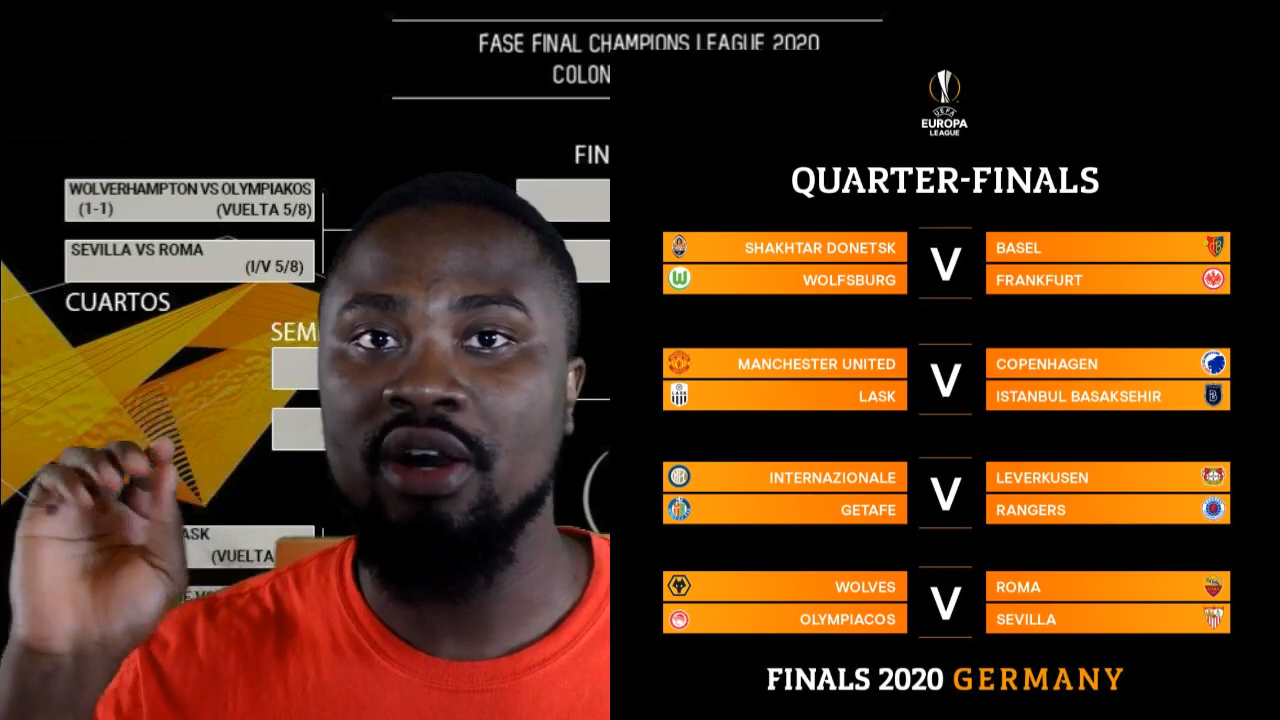 FASE FINAL CHAMPIONS LEAGUE 2020
COLON
FIN
WOLVERHAMPTON VS OLYMPIAKOS
(1-1) (VUELTA 5/8)
SEVILLA VS ROMA
(I/V 5/8)
CUARTOS
SEMI
ASK
(VUELTA
UEFA
EUROPA
LEAGUE
QUARTER-FINALS
SHAKHTAR DONETSK V BASEL
WOLFSBURG FRANKFURT
MANCHESTER UNITED V COPENHAGEN
LASK ISTANBUL BASAKSEHIR
INTERNAZIONALE V LEVERKUSEN
GETAFE RANGERS
WOLVES V ROMA
OLYMPIACOS SEVILLA
FINALS 2020 GERMANY